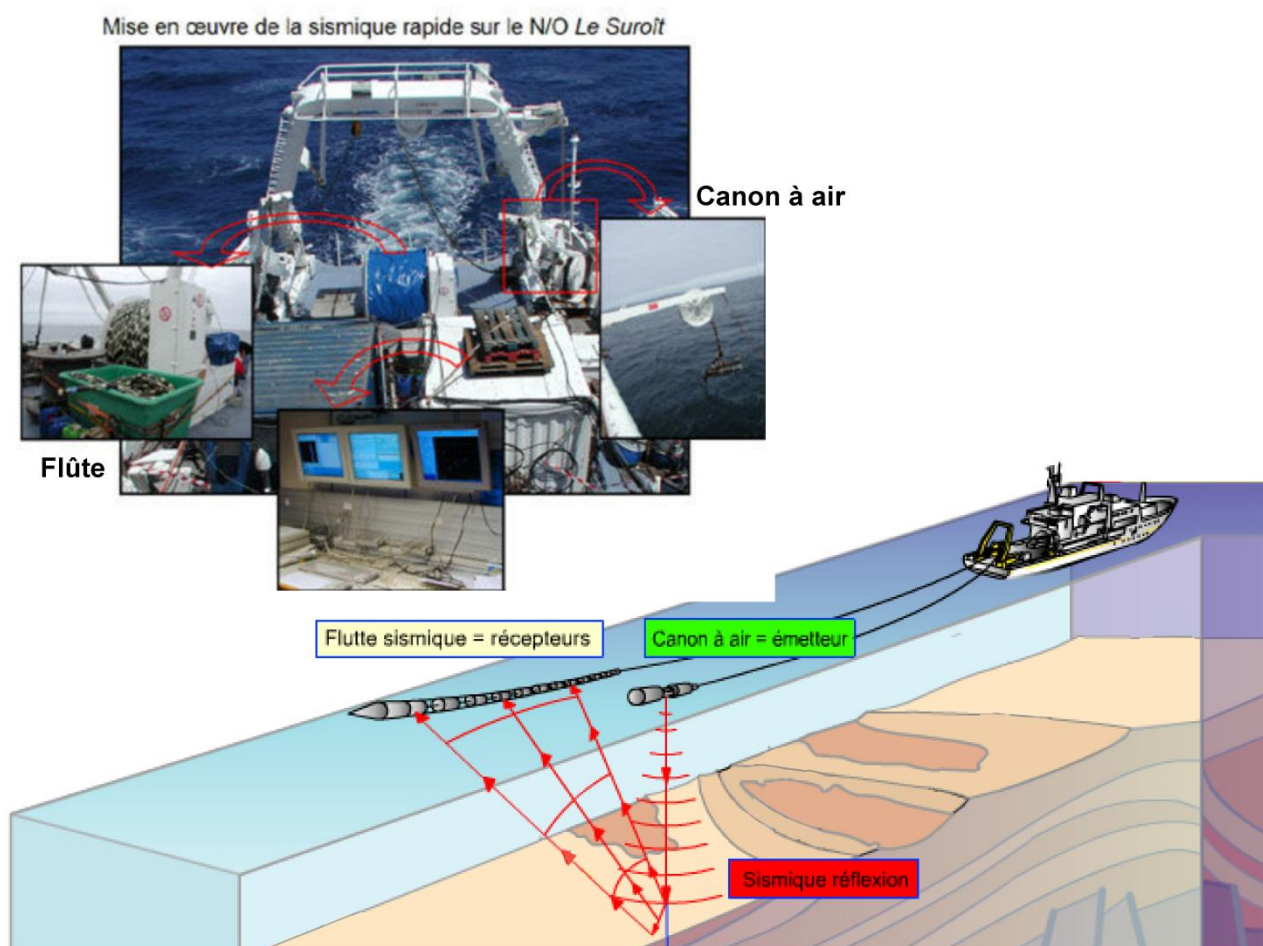 Mise en œuvre de la sismique rapide sur le N/O Le Suroît
Canon à air
Flûte
Flutte sismique = récepteurs
Canon à air = émetteur
Sismique réflexion